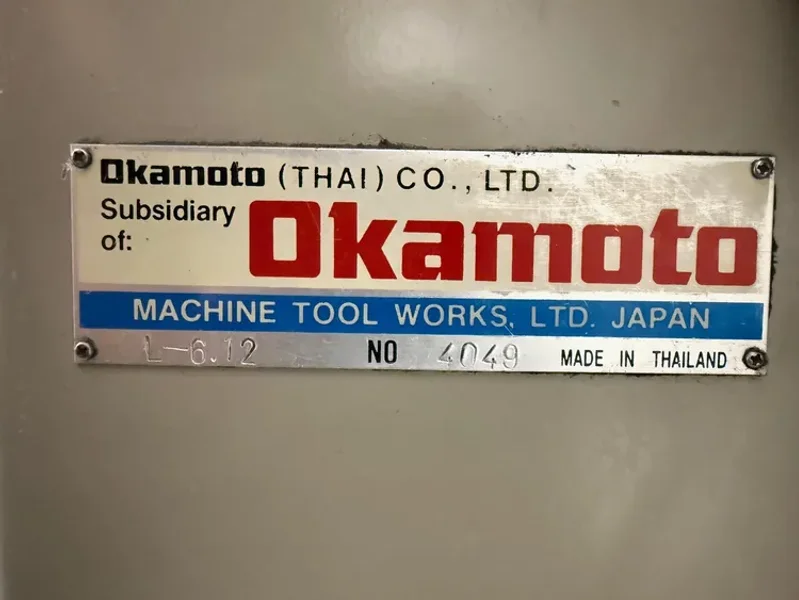 Okamoto (THAI) CO., LTD.
Subsidiary of: Okamoto
MACHINE TOOL WORKS, LTD. JAPAN
L-6.12 NO 4049 MADE IN THAILAND